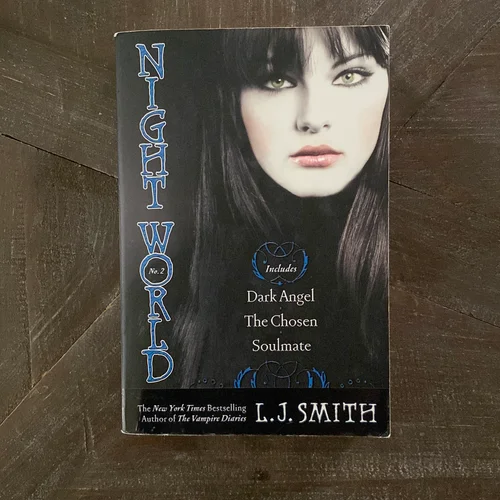 NIGHT WORLD
No. 2
Includes
Dark Angel
The Chosen
Soulmate
The New York Times Bestselling
Author of The Vampire Diaries
L.J. SMITH